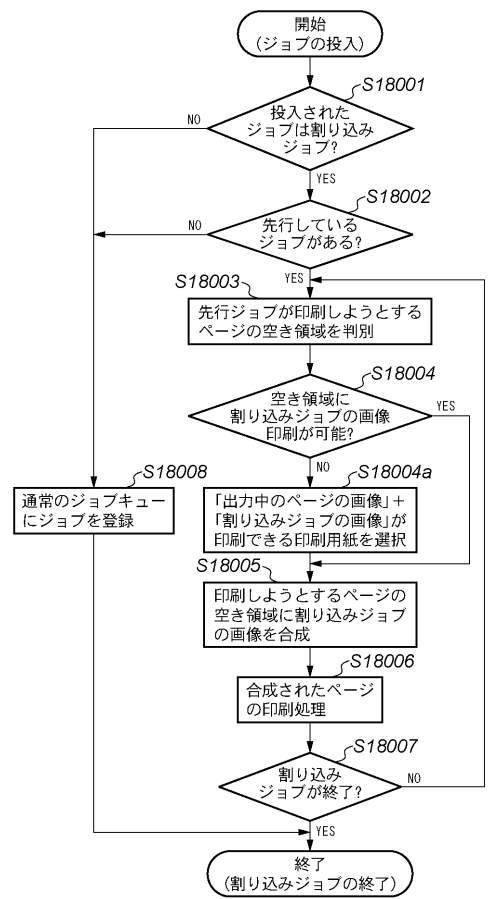 開始
(ジョブの投入)
S18001
投入された
ジョブは割り込み
ジョブ?
NO
YES
S18002
先行している
ジョブがある?
NO
YES
S18003
先行ジョブが印刷しようとする
ページの空き領域を判別
S18004
空き領域に
割り込みジョブの画像
印刷が可能?
YES
NO
S18008
通常のジョブキュー
にジョブを登録
S18004a
「出力中のページの画像」+
「割り込みジョブの画像」が
印刷できる印刷用紙を選択
S18005
印刷しようとするページの
空き領域に割り込みジョブ
の画像を合成
S18006
合成されたページ
の印刷処理
S18007
割り込み
ジョブが終了?
NO
YES
終了
(割り込みジョブの終了)